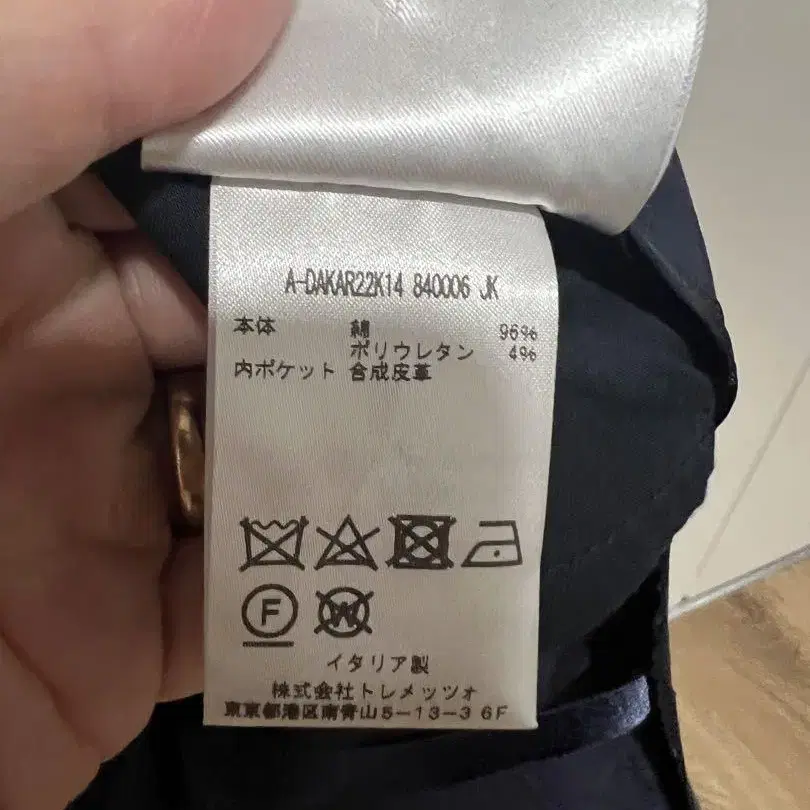 A-DAKAR22K14 840006 JK
本体 綿 96%
ポリウレタン 4%
内ポケット 合成皮革
F W
イタリア製
株式会社トレメッツォ
東京都港区南青山5-13-3 6F